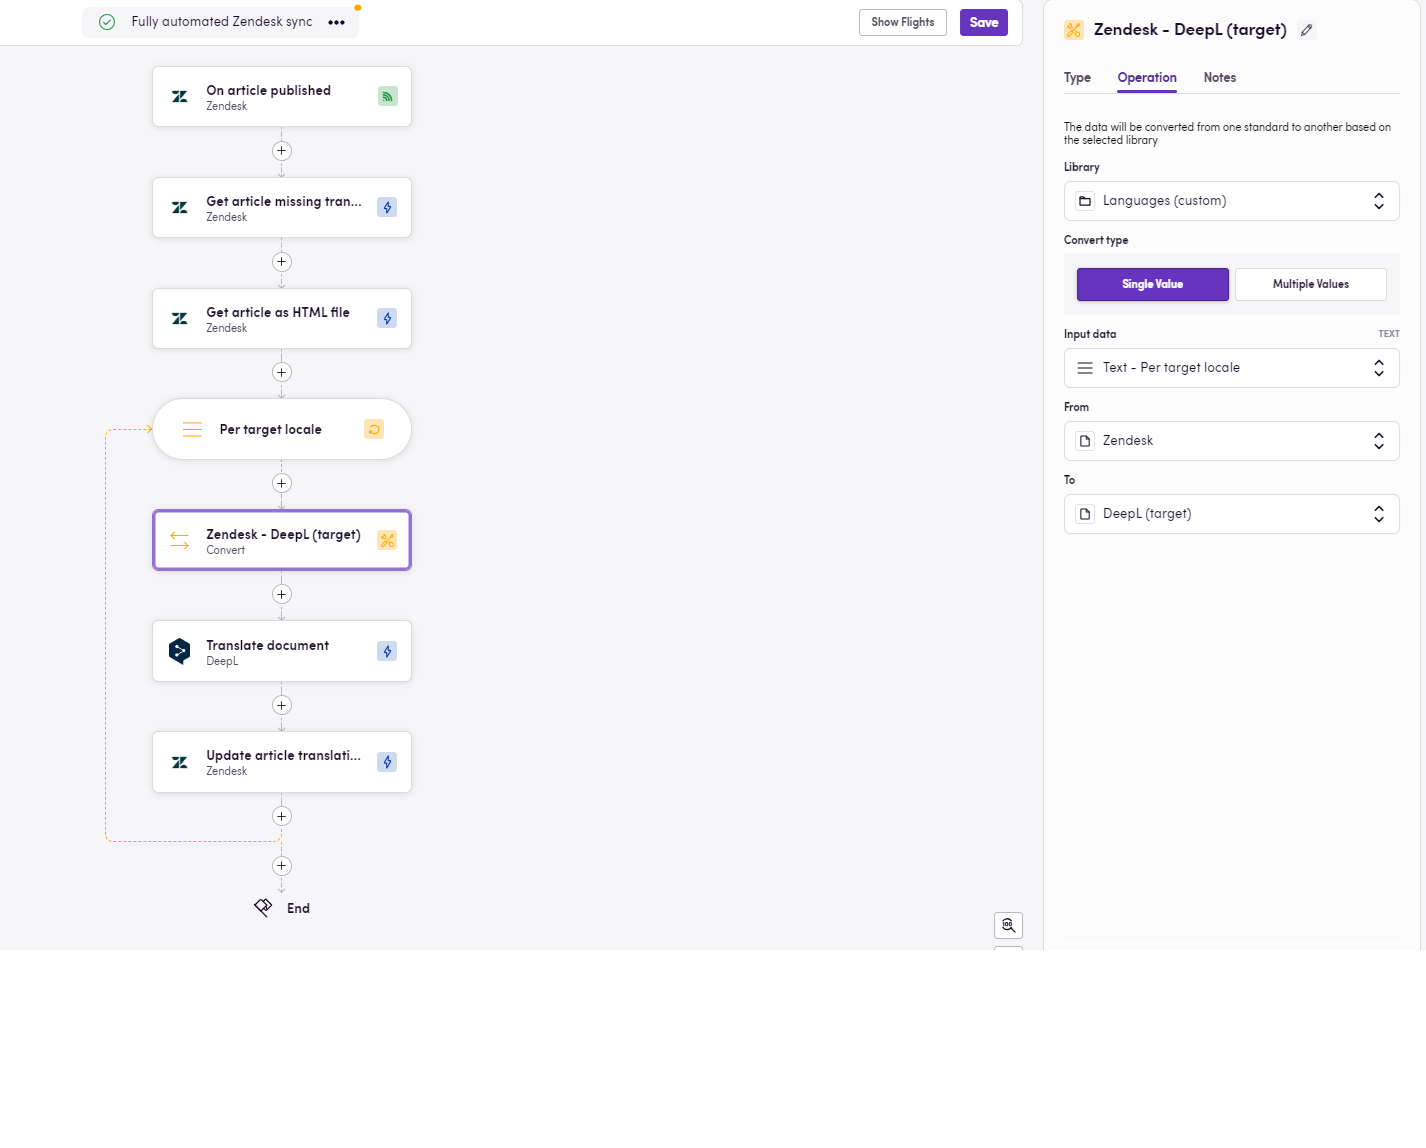 Fully automated Zendesk sync
Show Flights
Save
On article published
Zendesk
Get article missing tran...
Zendesk
Get article as HTML file
Zendesk
Per target locale
Zendesk - DeepL (target)
Convert
Translate document
DeepL
Update article translati...
Zendesk
End
Zendesk - DeepL (target)
Type
Operation
Notes
The data will be converted from one standard to another based on
the selected library
Library
Languages (custom)
Convert type
Single Value
Multiple Values
Input data
TEXT
Text - Per target locale
From
Zendesk
To
DeepL (target)